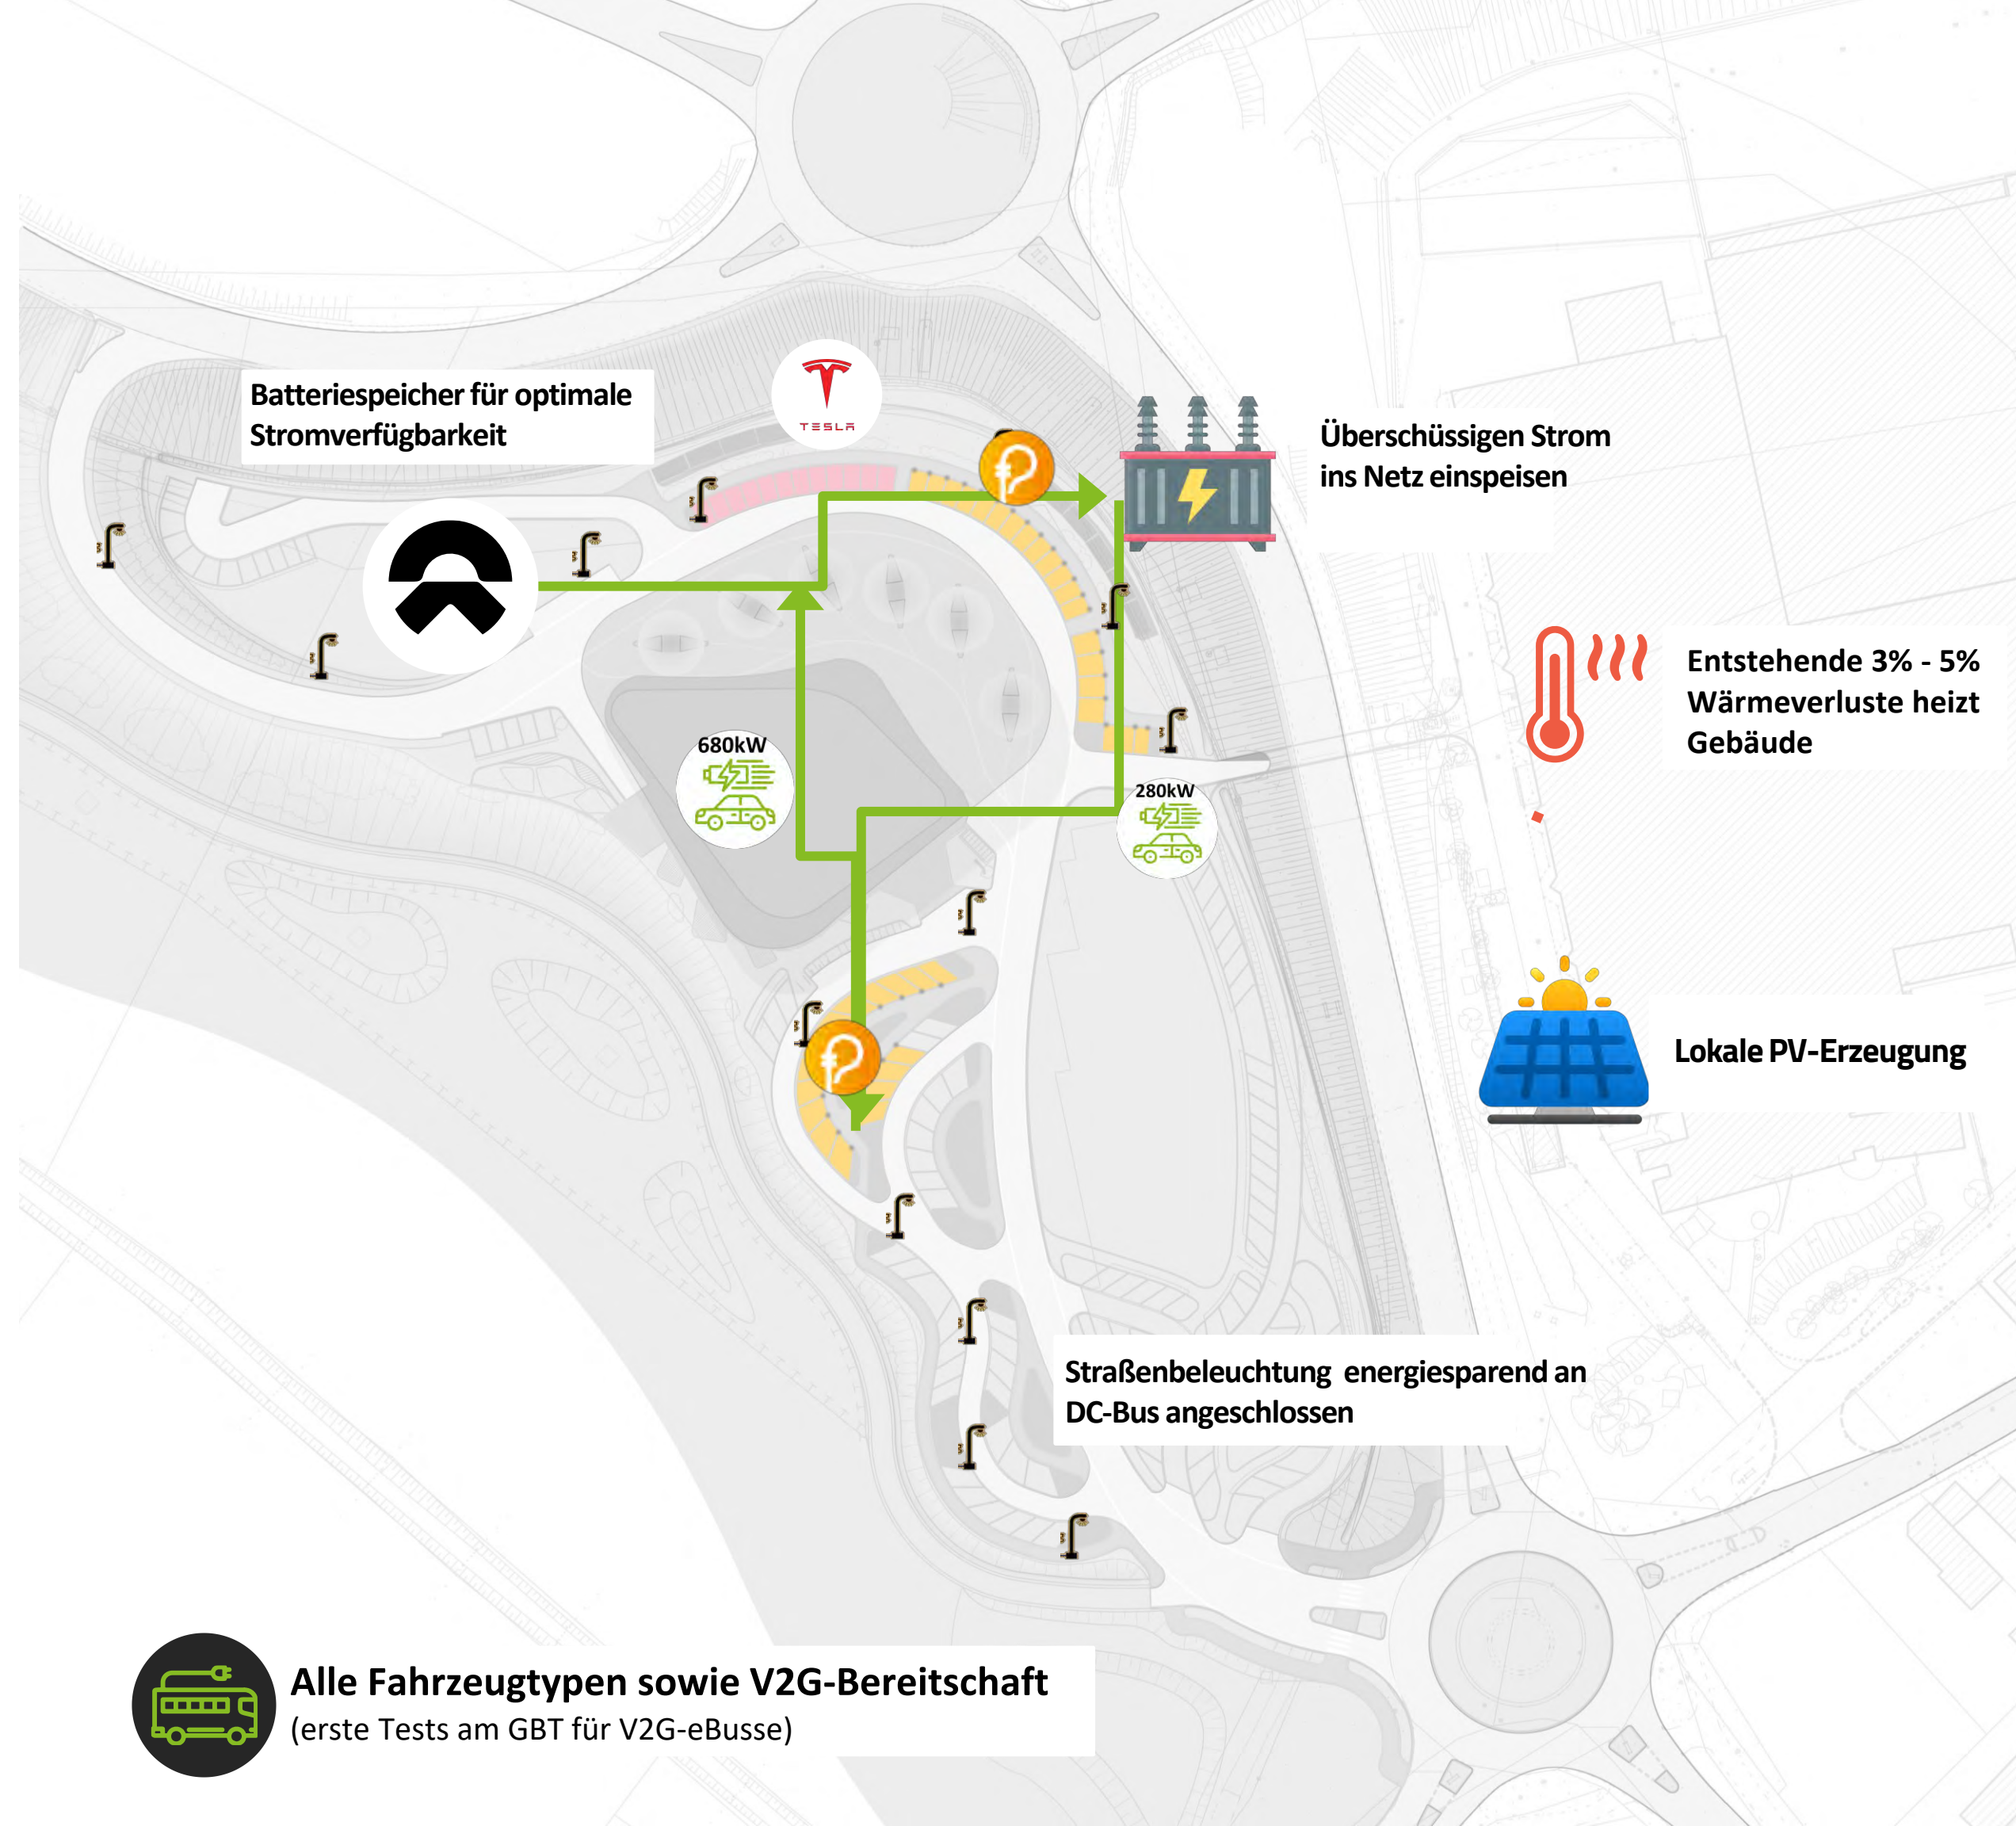 Batteriespeicher für optimale
Stromverfügbarkeit
TESLA
Überschüssigen Strom
ins Netz einspeisen
Entstehende 3% - 5%
Wärmeverluste heizt
Gebäude
680kW
280kW
Lokale PV-Erzeugung
Straßenbeleuchtung energiesparend an
DC-Bus angeschlossen
Alle Fahrzeugtypen sowie V2G-Bereitschaft
(erste Tests am GBT für V2G-eBusse)